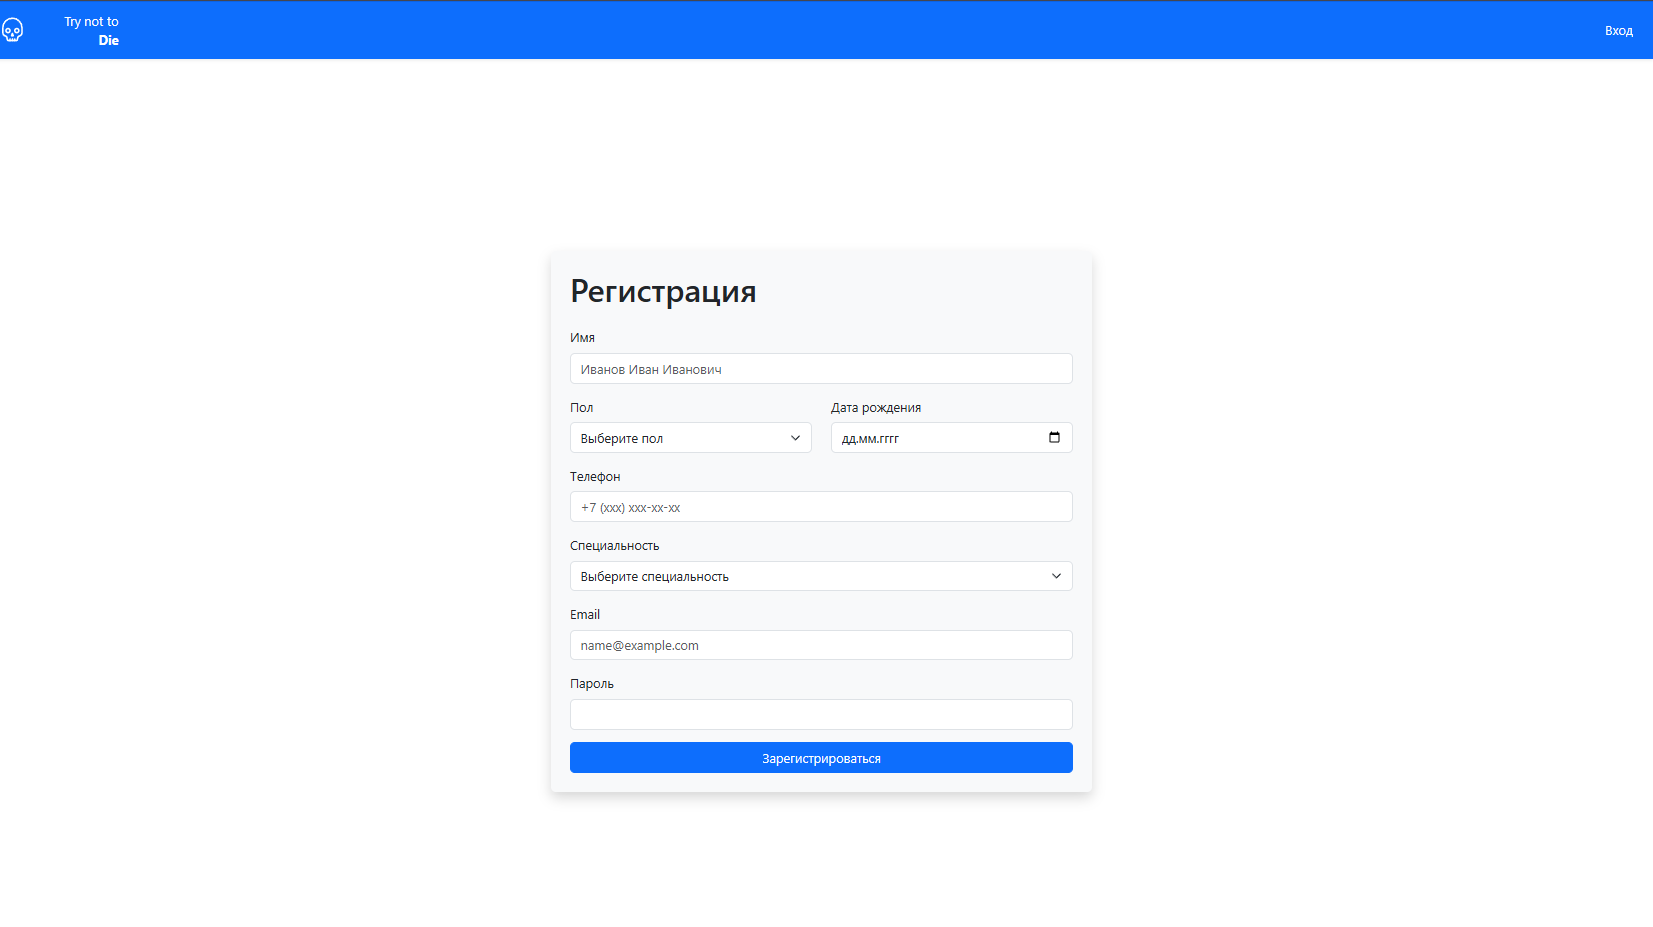 Try not to
Die
Вход
Регистрация
Имя
Иванов Иван Иванович
Пол
Дата рождения
Выберите пол
дд.мм.гггг
Телефон
+7 (xxx) xxx-xx-xx
Специальность
Выберите специальность
Email
name@example.com
Пароль
Зарегистрироваться